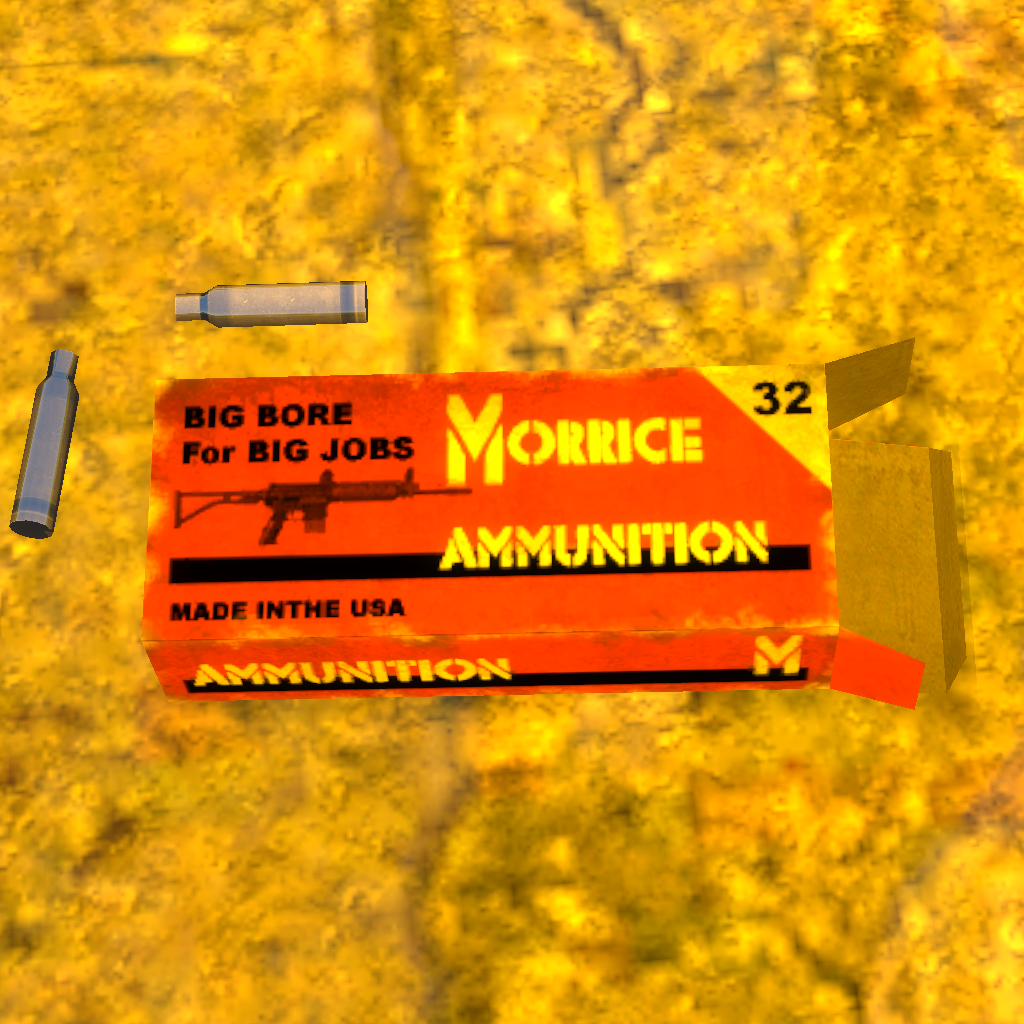 BIG BORE
For BIG JOBS
MORRICE
32
AMMUNITION
MADE INTHE USA
AMMUNITION
M